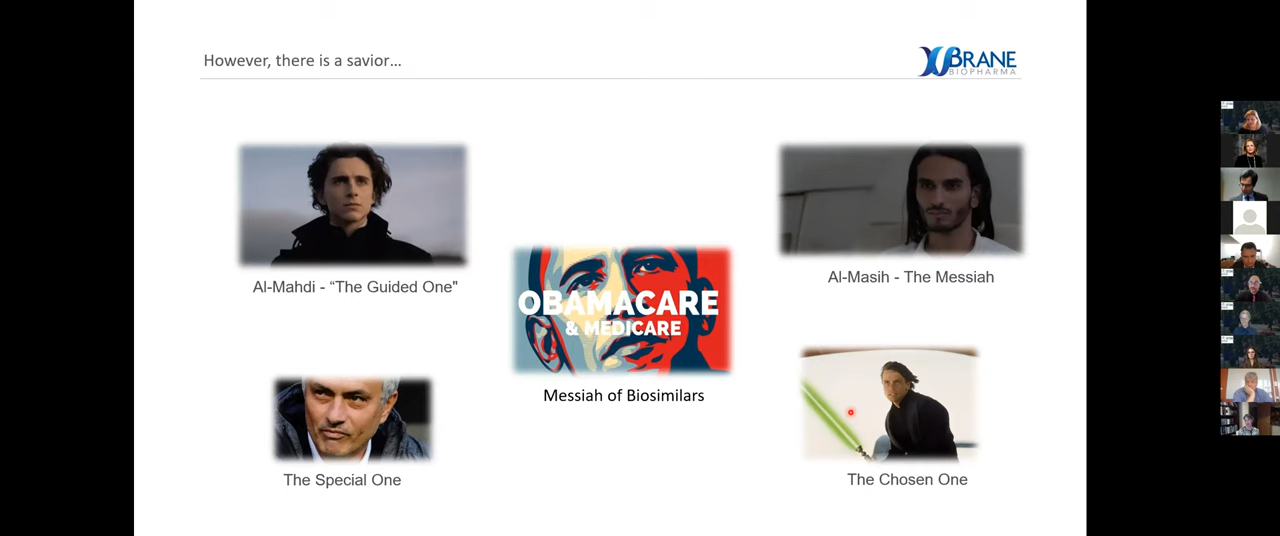 However, there is a savior...
XBRANE
BIOPHARMA
Al-Mahdi - “The Guided One"
Al-Masih - The Messiah
OBAMACARE
& MEDICARE
Messiah of Biosimilars
The Special One
The Chosen One